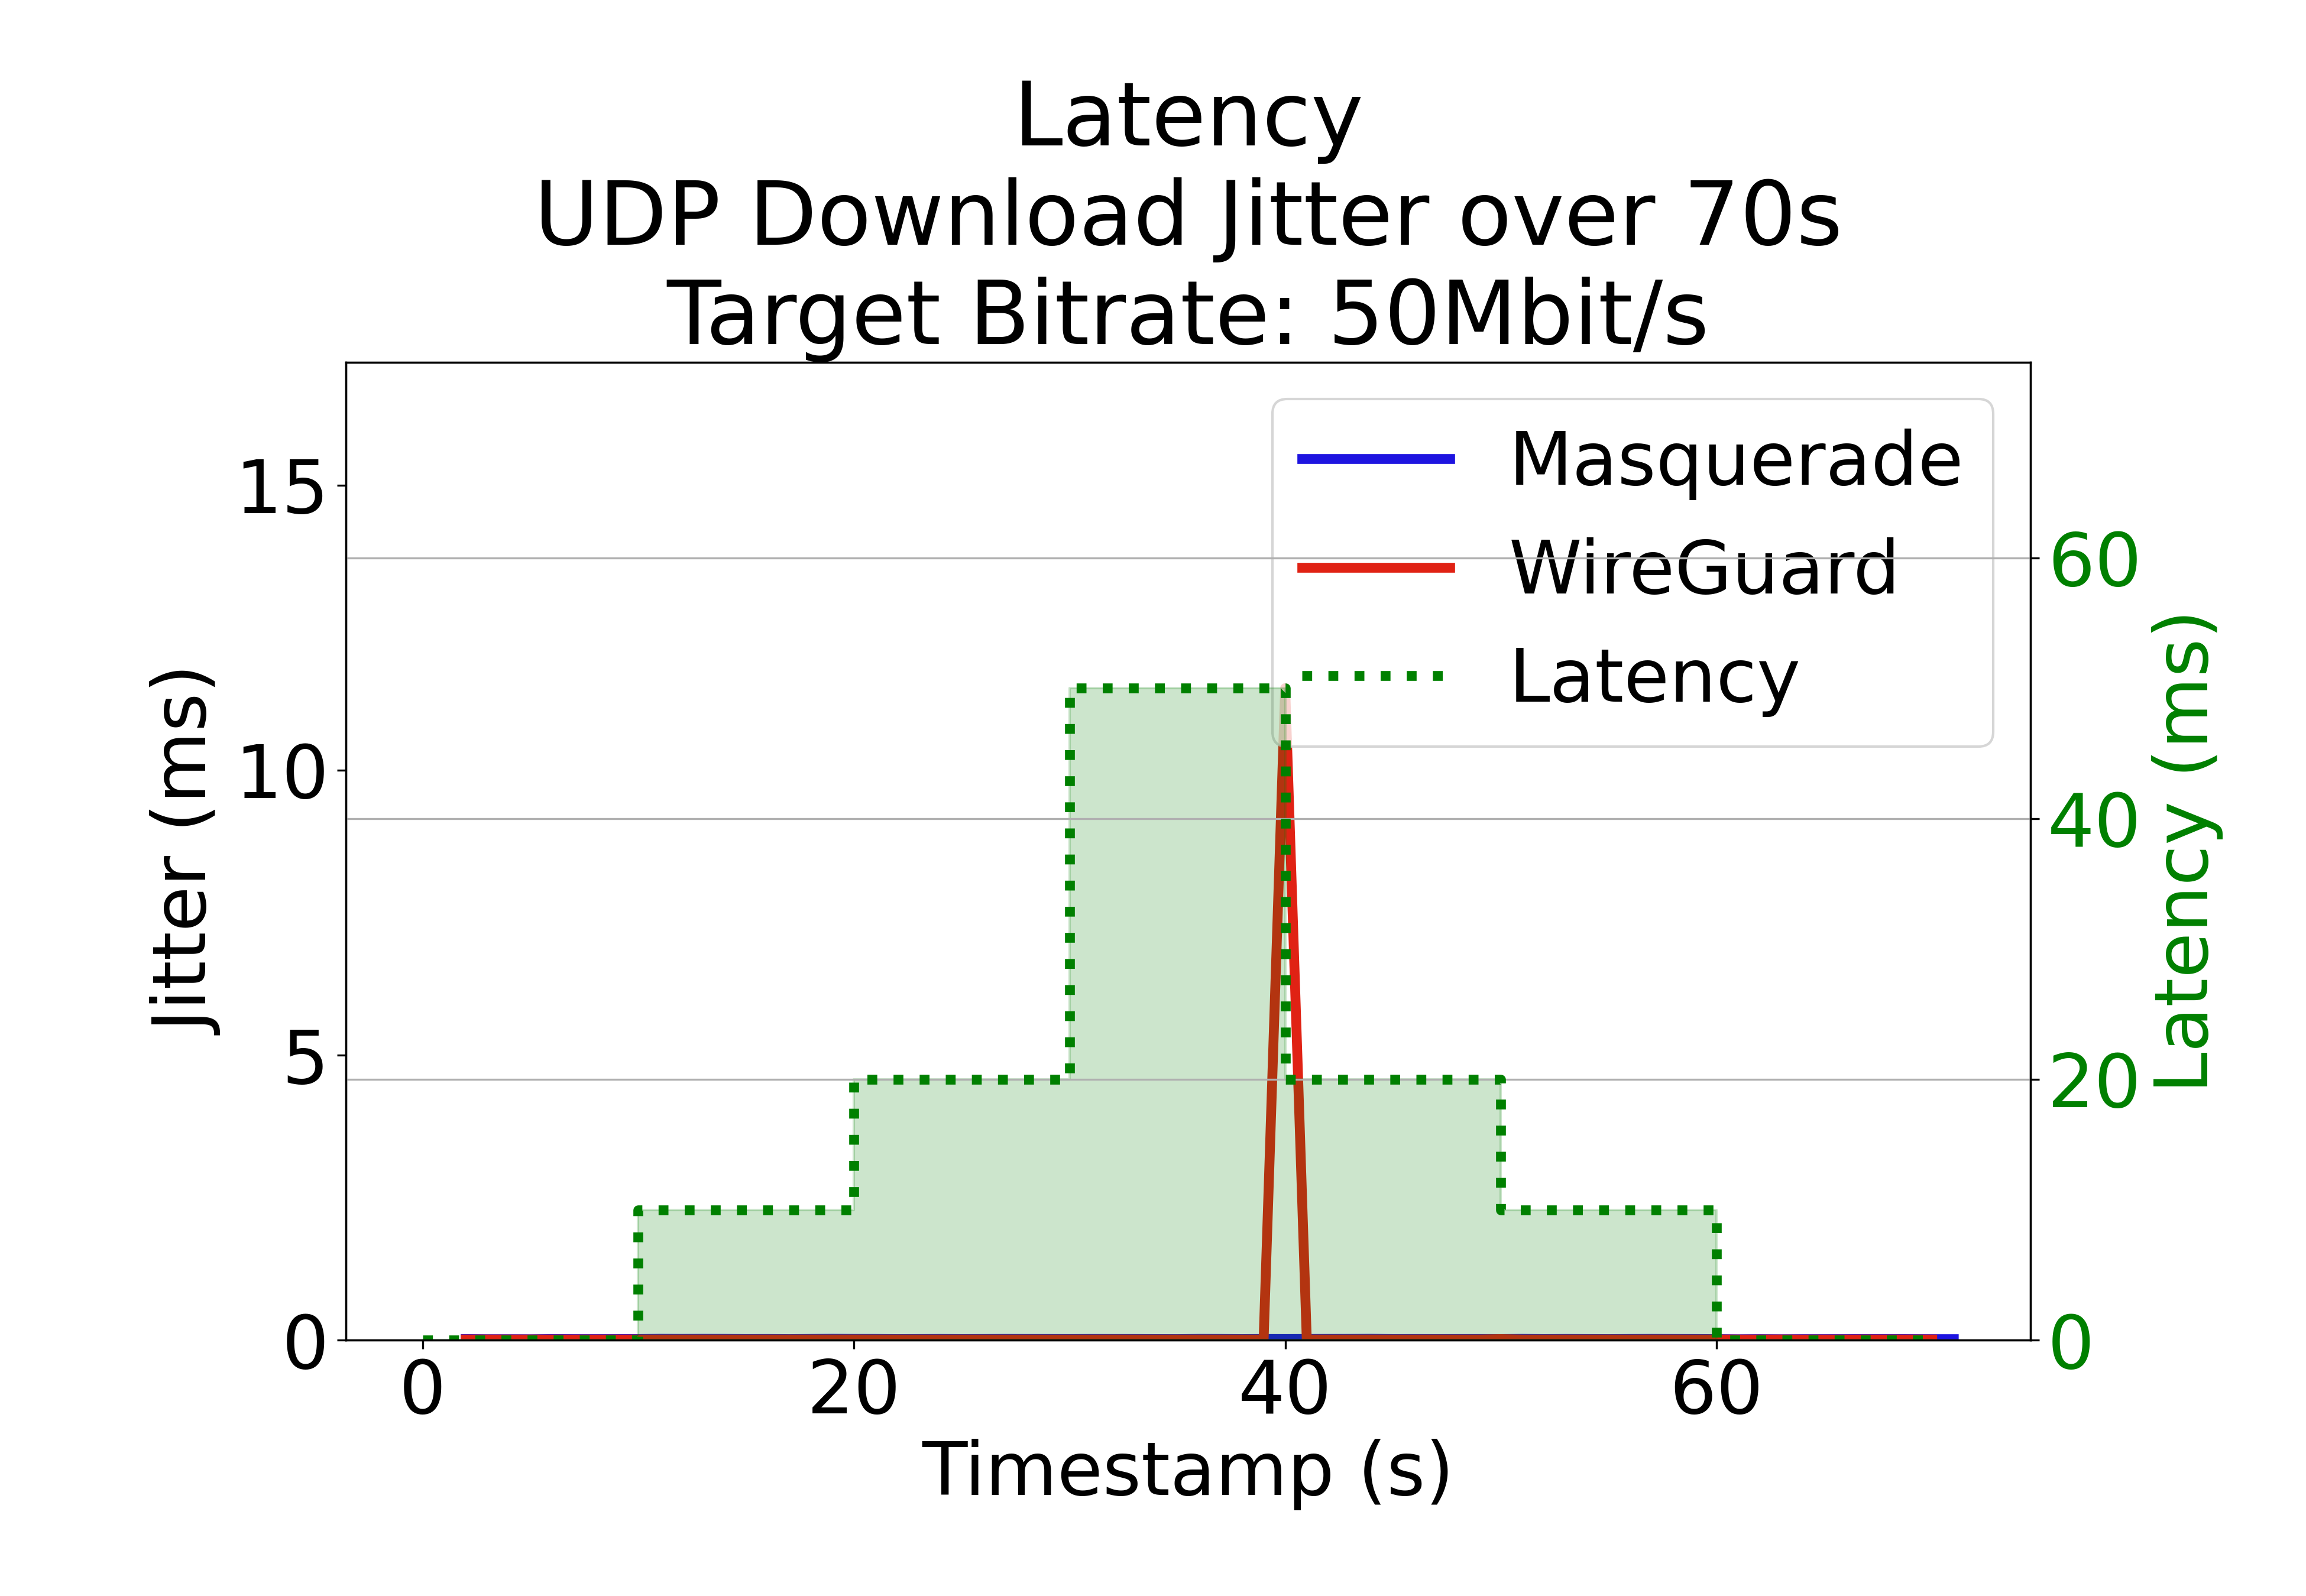 Latency
UDP Download Jitter over 70s
Target Bitrate: 50Mbit/s
Masquerade
WireGuard
Latency
Jitter (ms)
15
10
5
0
Latency (ms)
60
40
20
0
0 20 40 60
Timestamp (s)